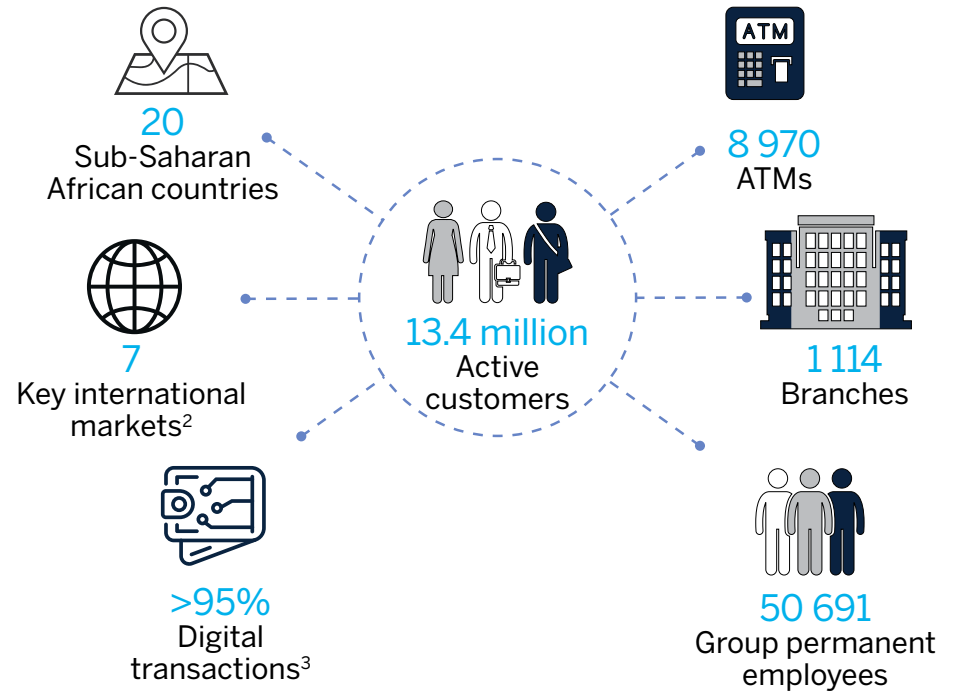 20
Sub-Saharan
African countries
7
Key international
markets²
>95%
Digital
transactions³
13.4 million
Active
customers
ATM
8 970
ATMs
1 114
Branches
50 691
Group permanent
employees